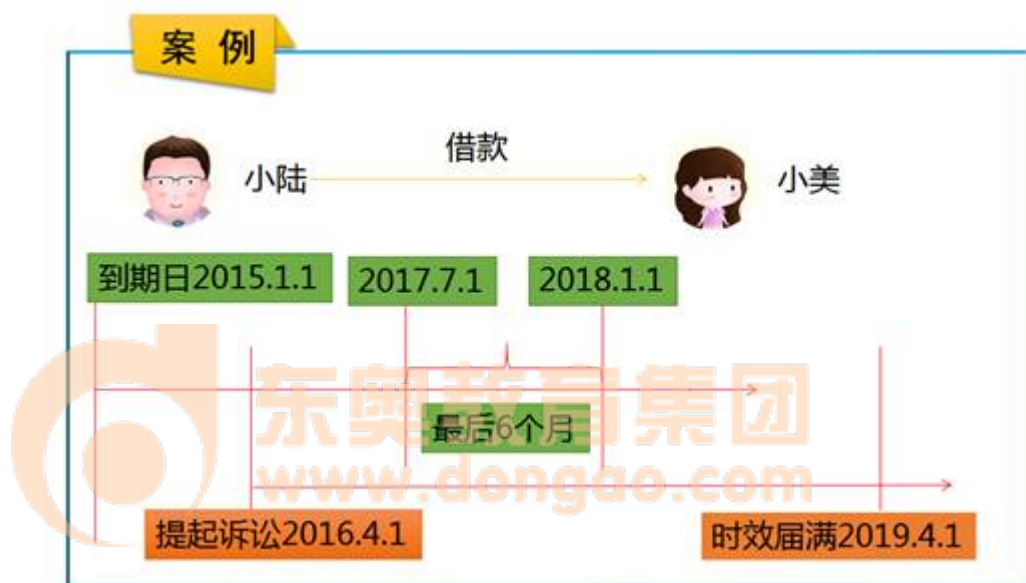 案 例
借款
小陆
小美
到期日2015.1.1
2017.7.1
2018.1.1
东奥教育集团
最后6个月
www.dongao.com
提起诉讼2016.4.1
时效届满2019.4.1